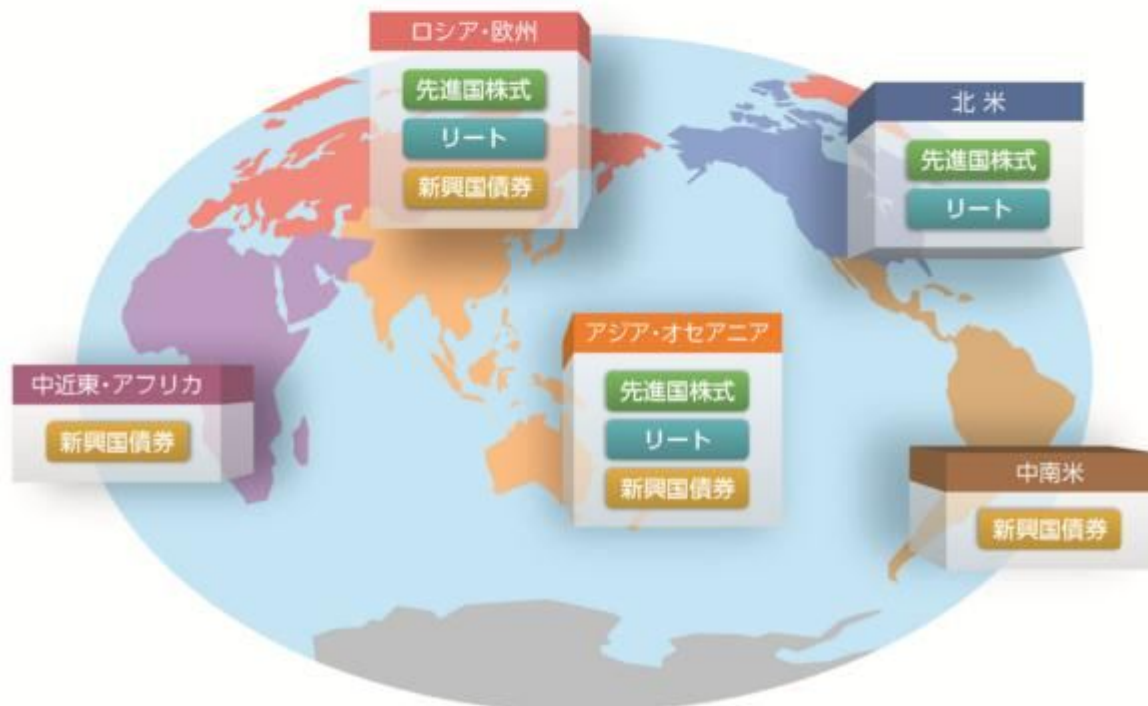 ロシア・欧州
先進国株式
リート
新興国債券
北米
先進国株式
リート
アジア・オセアニア
先進国株式
リート
新興国債券
中近東・アフリカ
新興国債券
中南米
新興国債券